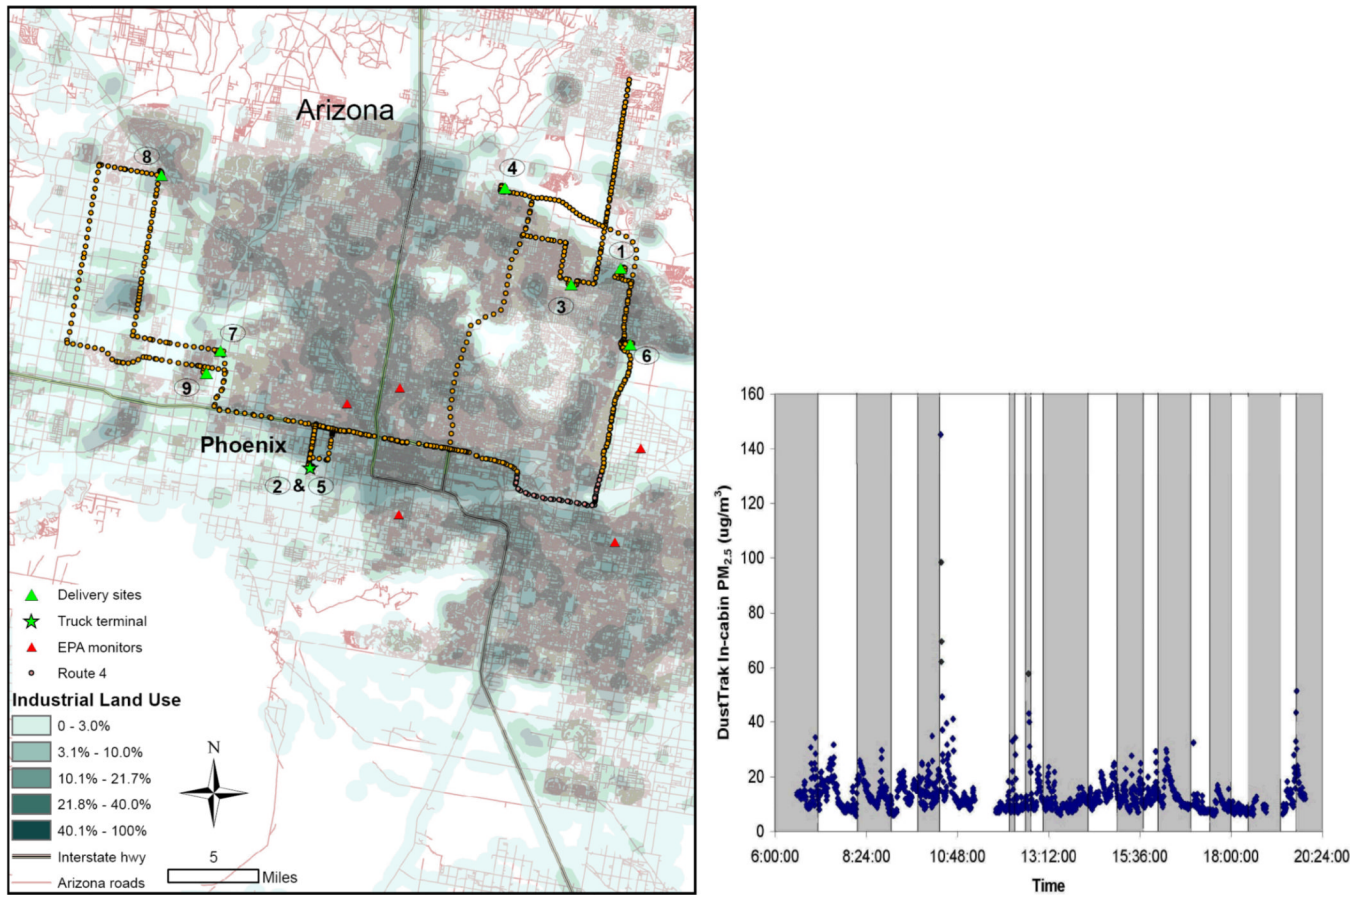 Arizona
8
4
1
3
7
6
9
Phoenix
2 & 5
Delivery sites
Truck terminal
EPA monitors
Route 4
Industrial Land Use
0 - 3.0%
3.1% - 10.0%
10.1% - 21.7%
21.8% - 40.0%
40.1% - 100%
Interstate hwy
Arizona roads
N
5
Miles
DustTrak In-cabin PM2.5 (ug/m3)
160
140
120
100
80
60
40
20
0
6:00:00 8:24:00 10:48:00 13:12:00 15:36:00 18:00:00 20:24:00
Time